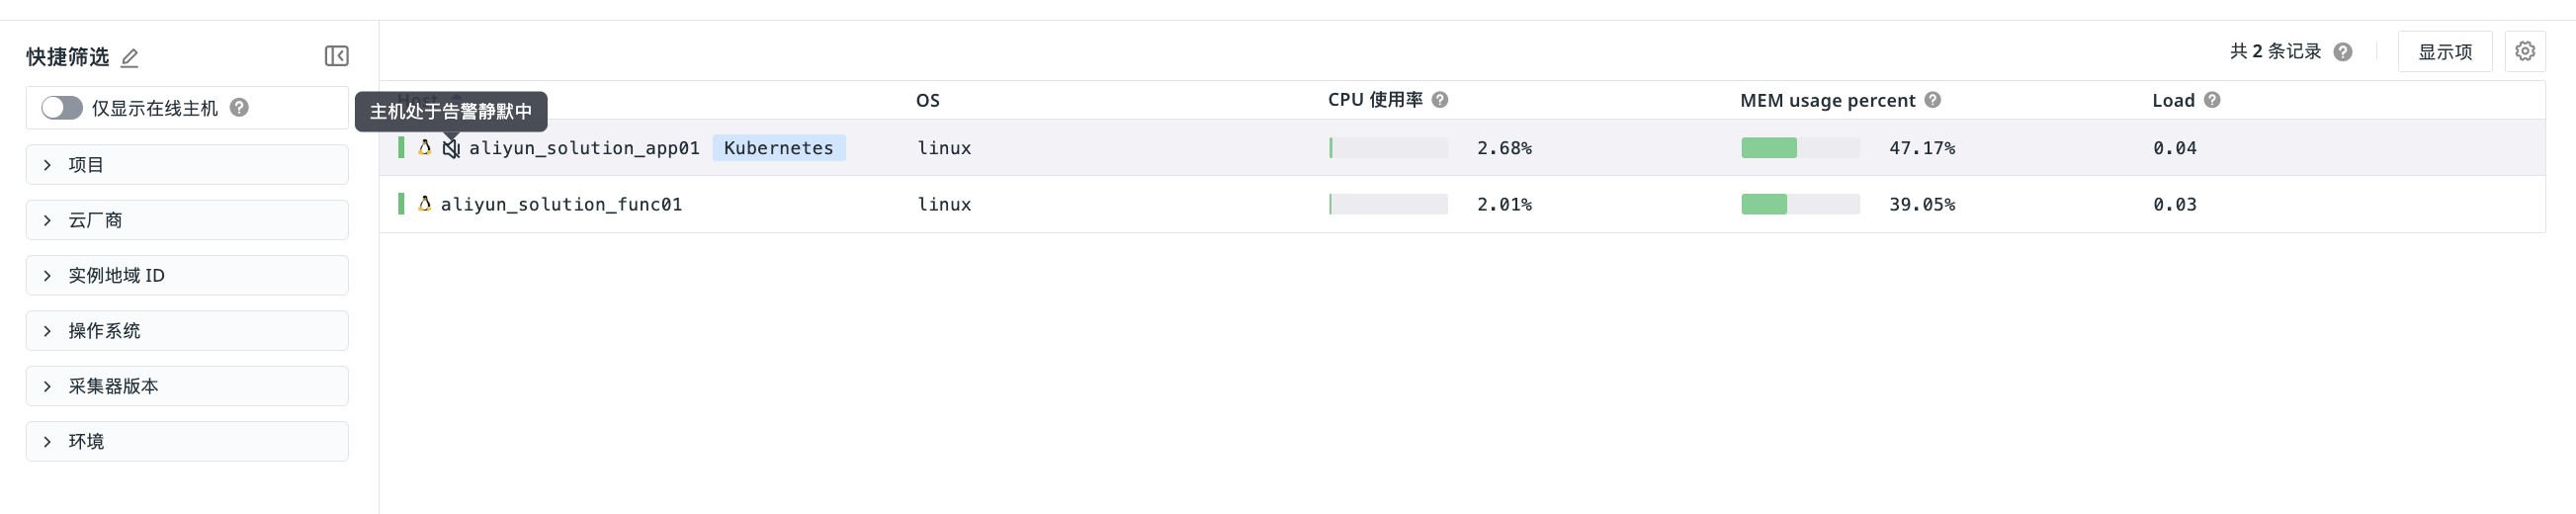 快捷筛选
仅显示在线主机
项目
云厂商
实例地域 ID
操作系统
采集器版本
环境
共 2 条记录
显示项
主机处于告警静默中
Host OS CPU 使用率 MEM usage percent Load
aliyun_solution_app01 Kubernetes linux 2.68% 47.17% 0.04
aliyun_solution_func01 linux 2.01% 39.05% 0.03